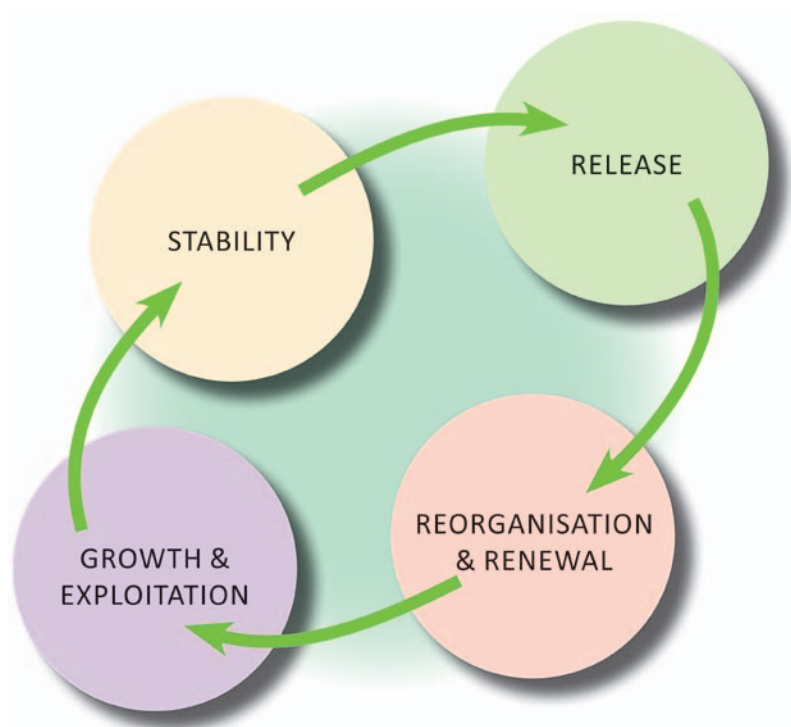 STABILITY
RELEASE
REORGANISATION
& RENEWAL
GROWTH &
EXPLOITATION